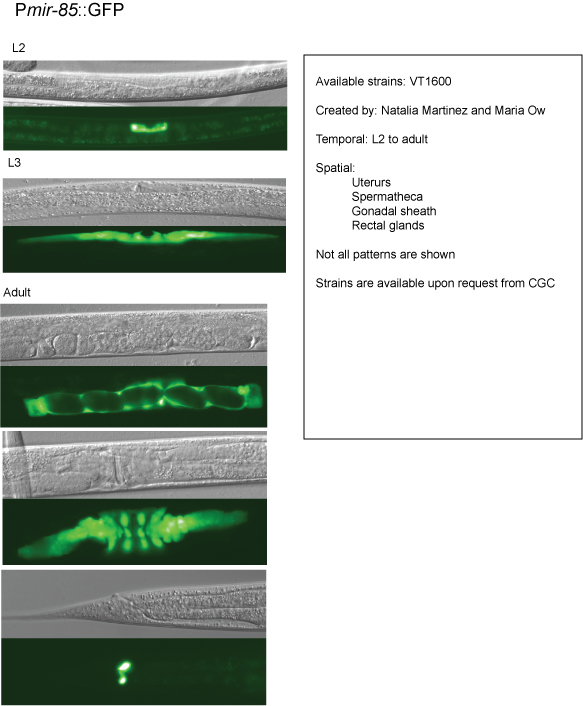 Pmir-85::GFP
L2
L3
Adult
Available strains: VT1600
Created by: Natalia Martinez and Maria Ow
Temporal: L2 to adult
Spatial:
Uterurs
Spermatheca
Gonadal sheath
Rectal glands
Not all patterns are shown
Strains are available upon request from CGC